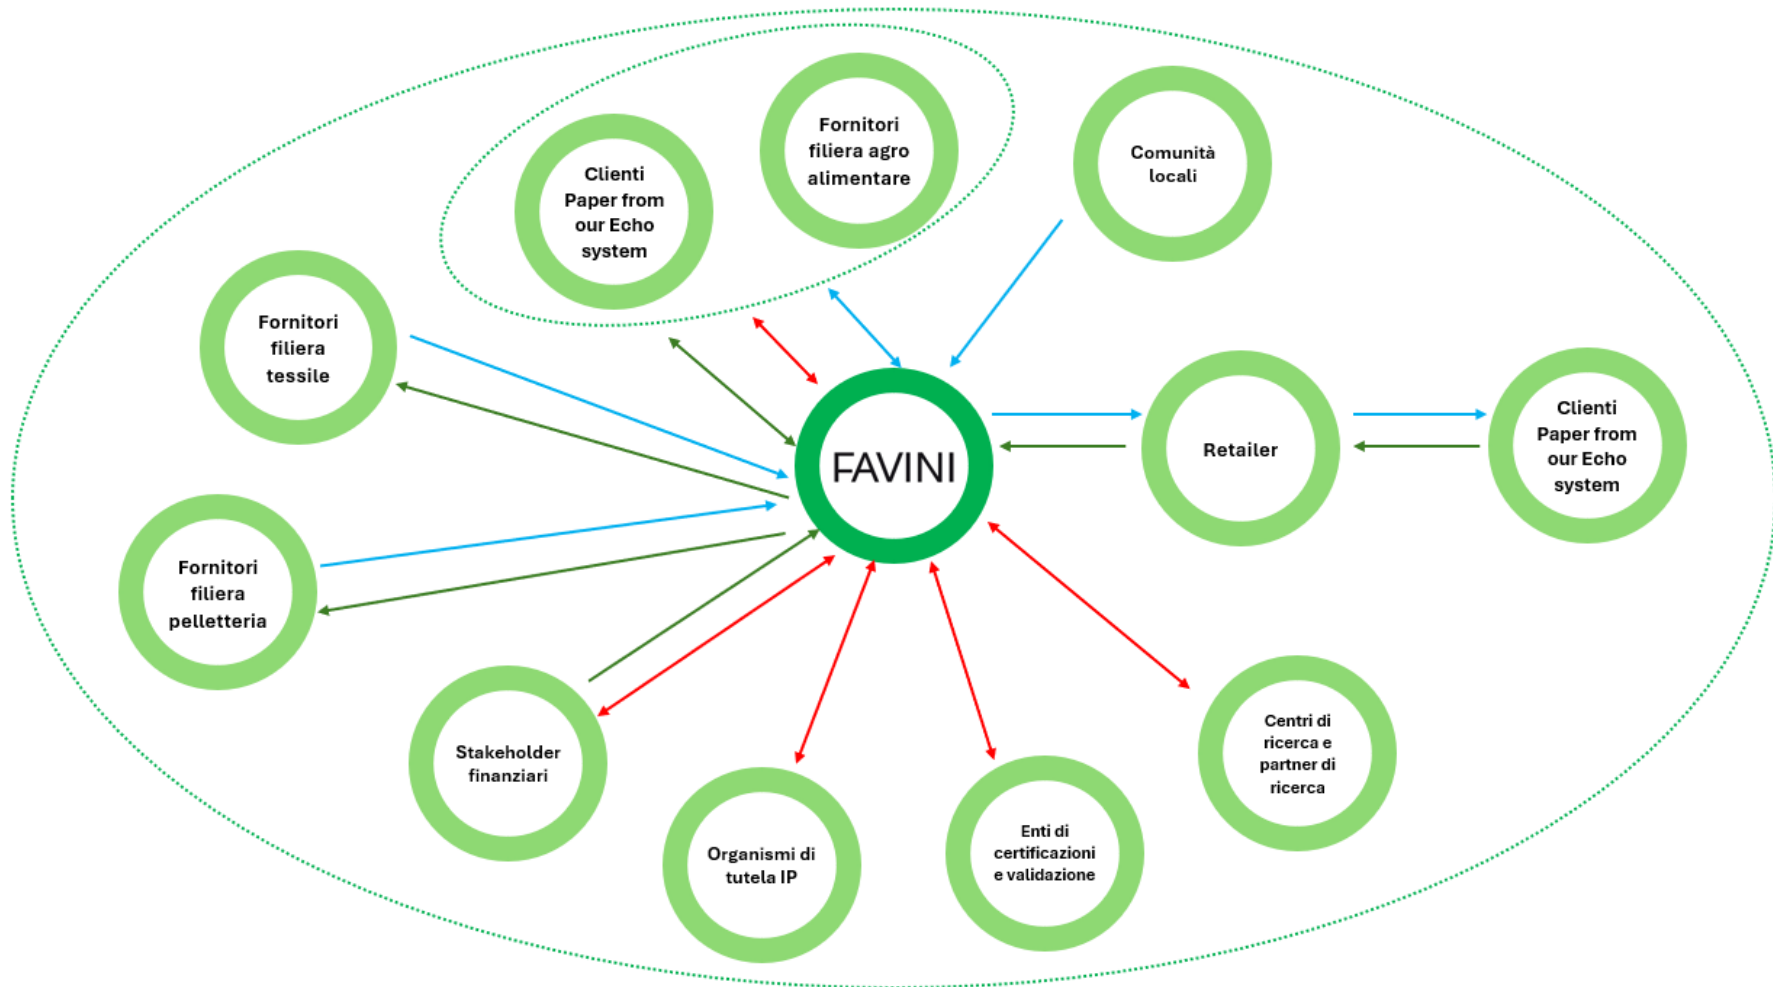 Fornitori
filiera agro
alimentare
Comunità
locali
Clienti
Paper from
our Echo
system
Fornitori
filiera
tessile
FAVINI
Retailer
Clienti
Paper from
our Echo
system
Fornitori
filiera
pelletteria
Stakeholder
finanziari
Organismi di
tutela IP
Enti di
certificazioni
e validazione
Centri di
ricerca e
partner di
ricerca